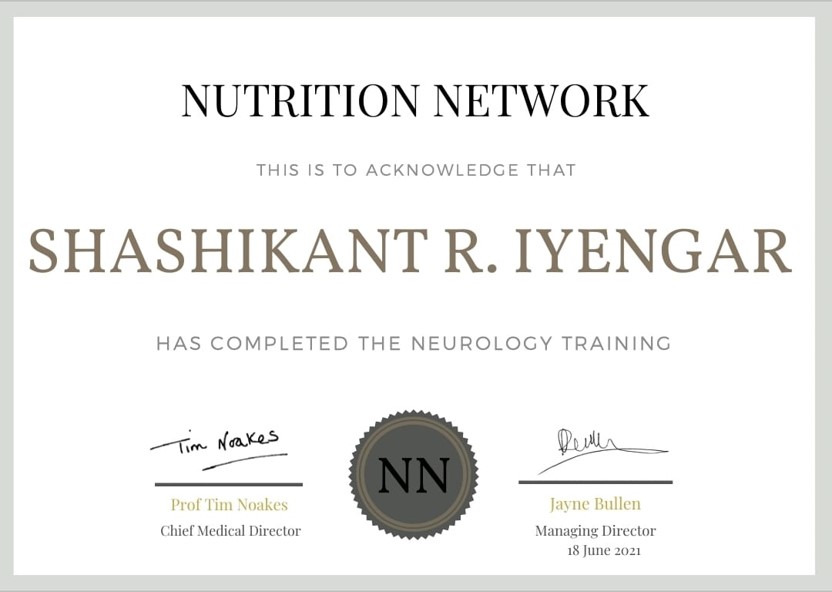 NUTRITION NETWORK
THIS IS TO ACKNOWLEDGE THAT
SHASHIKANT R. IYENGAR
HAS COMPLETED THE NEUROLOGY TRAINING
Tim Noakes
NN
Prof Tim Noakes
Chief Medical Director
Jayne Bullen
Managing Director
18 June 2021